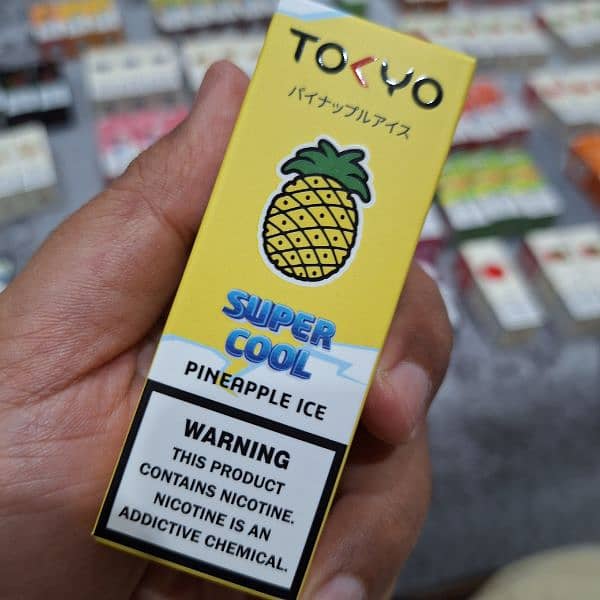 TOKYO
パイナップルアイス
SUPER
COOL
PINEAPPLE ICE
WARNING
THIS PRODUCT
CONTAINS NICOTINE.
NICOTINE IS AN
ADDICTIVE CHEMICAL.